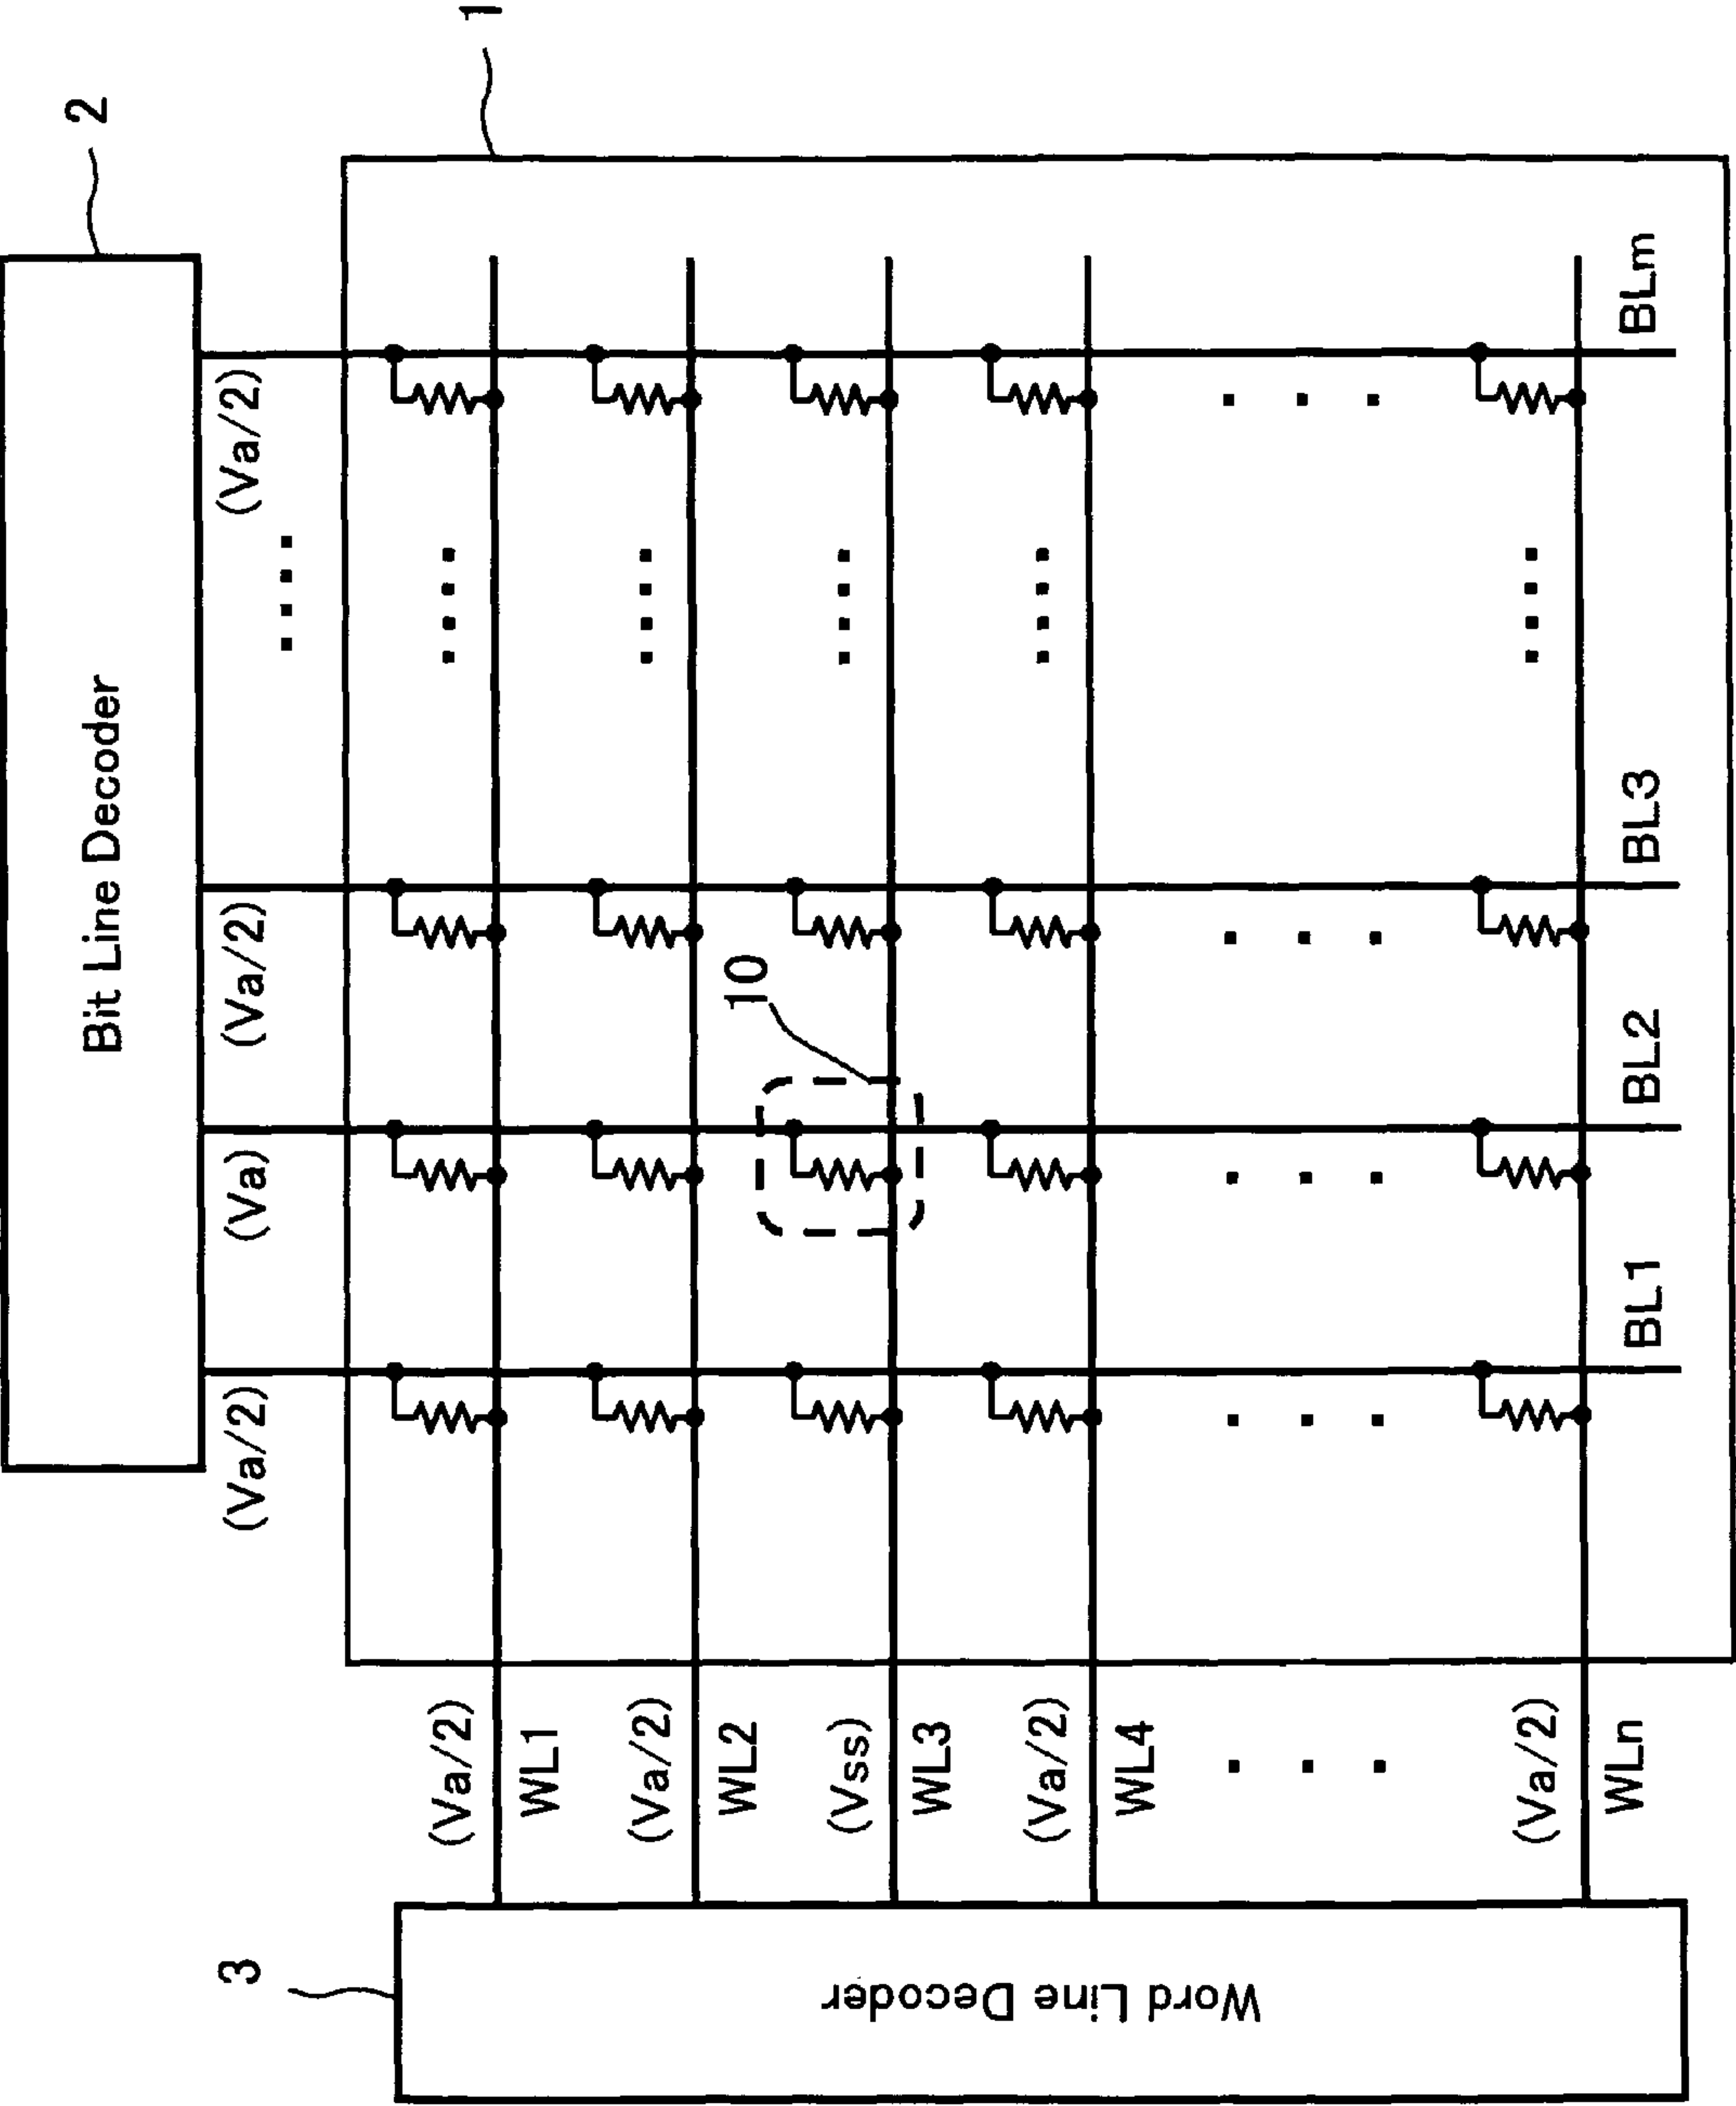 2
Bit Line Decoder
1
(Va/2)
(Va)
(Va/2)
....
(Va/2)
3
Word Line Decoder
(Va/2)
WL1
....
(Va/2)
WL2
....
10
(Vss)
WL3
....
(Va/2)
WL4
....
. . .
(Va/2)
WLn
....
BL1
BL2
BL3
BLm